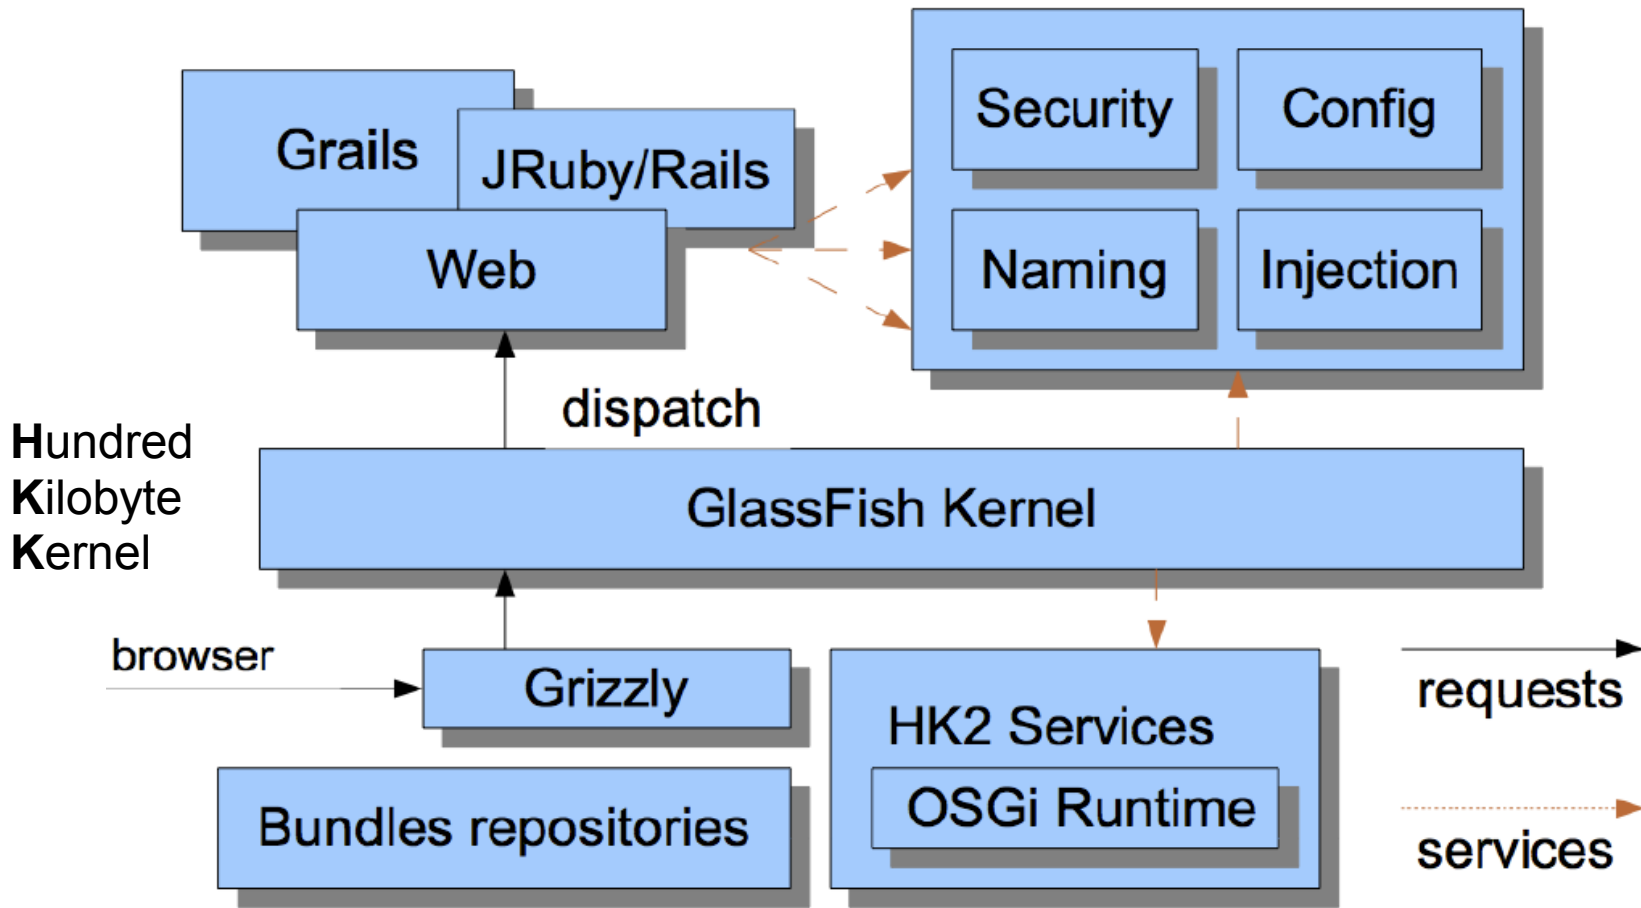 Grails
JRuby/Rails
Web
Security
Config
Naming
Injection
dispatch
Hundred
Kilobyte
Kernel
GlassFish Kernel
browser
Grizzly
Bundles repositories
HK2 Services
OSGi Runtime
requests
services